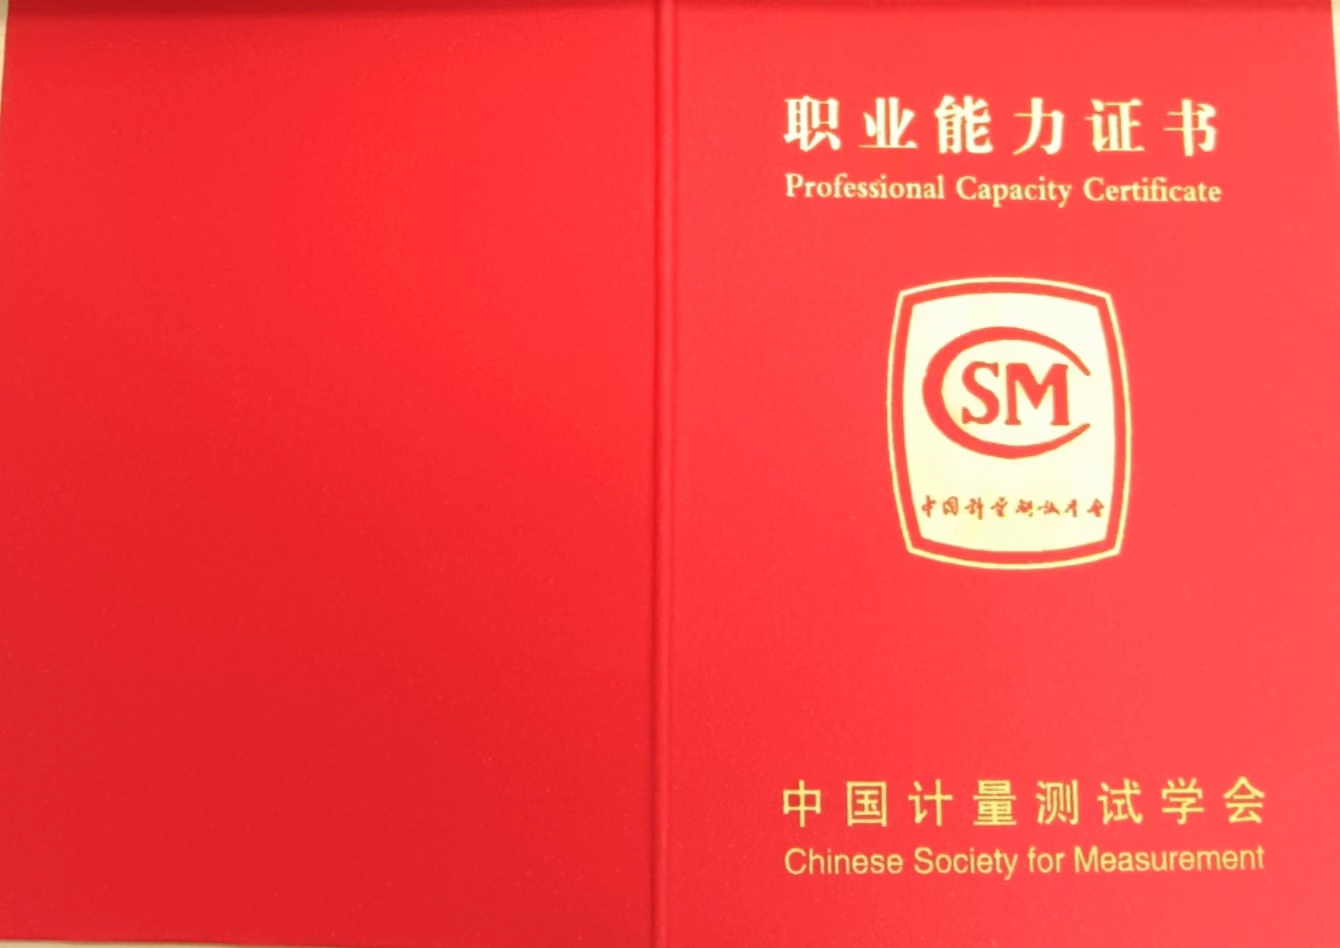 职业能力证书
Professional Capacity Certificate
CSM
中国计量测试学会
中国计量测试学会
Chinese Society for Measurement